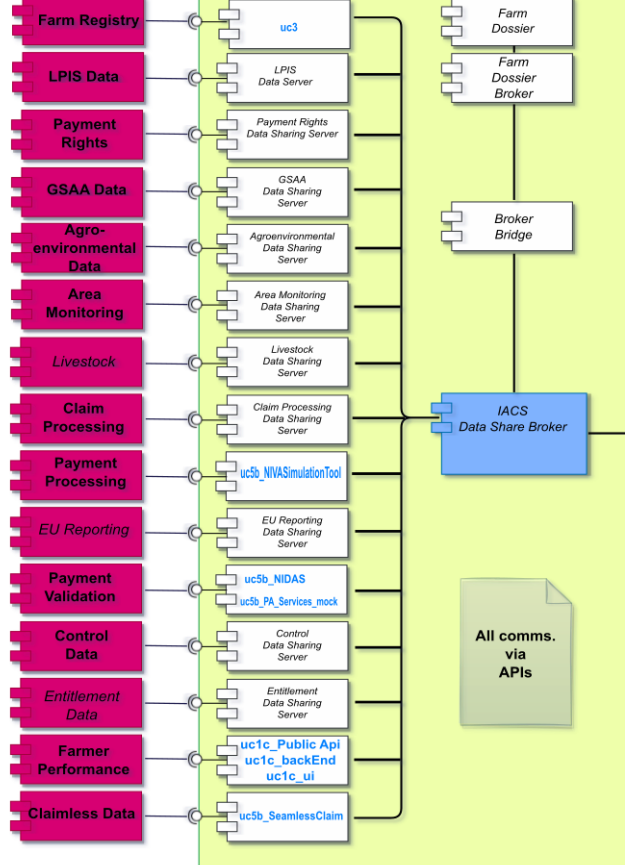 Farm Registry
uc3
Farm
Dossier
LPIS Data
LPIS
Data Server
Farm
Dossier
Broker
Payment
Rights
Payment Rights
Data Sharing Server
GSAA Data
GSAA
Data Sharing
Server
Agro-
environmental
Data
Agroenvironmental
Data Sharing
Server
Broker
Bridge
Area
Monitoring
Area Monitoring
Data Sharing
Server
Livestock
Livestock
Data Sharing
Server
Claim
Processing
Claim Processing
Data Sharing
Server
IACS
Data Share Broker
Payment
Processing
uc5b_NIVASimulationTool
EU Reporting
EU Reporting
Data Sharing
Server
Payment
Validation
uc5b_NIDAS
uc5b_PA_Services_mock
Control
Data
Control
Data Sharing
Server
All comms.
via
APIs
Entitlement
Data
Entitlement
Data Sharing
Server
Farmer
Performance
uc1c_Public Api
uc1c_backEnd
uc1c_ui
Claimless Data
uc5b_SeamlessClaim